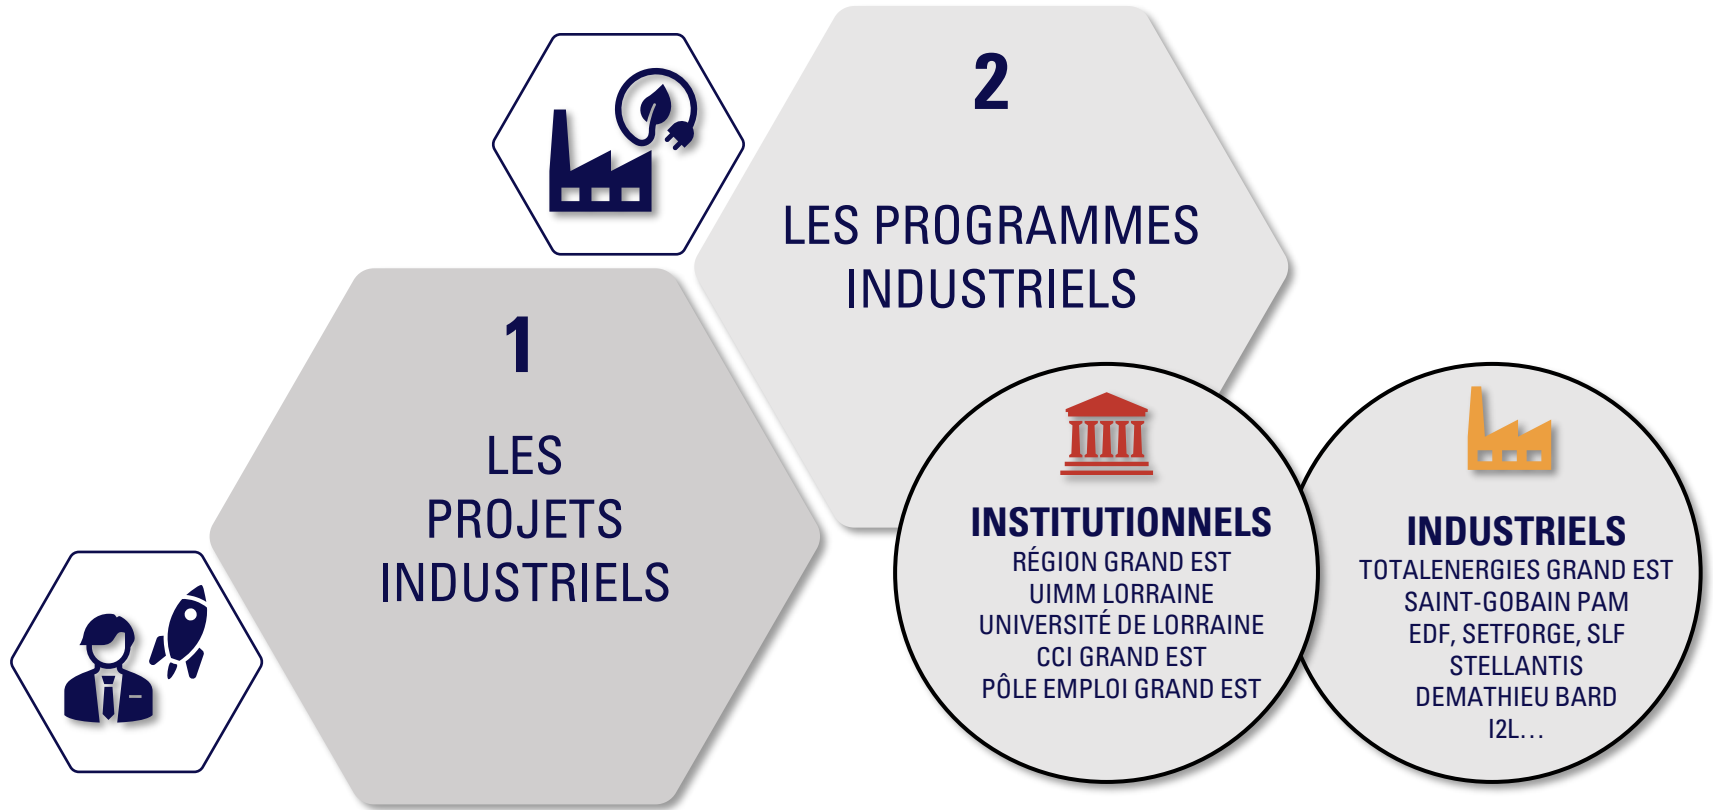 1
LES
PROJETS
INDUSTRIELS
2
LES PROGRAMMES
INDUSTRIELS
INSTITUTIONNELS
RÉGION GRAND EST
UIMM LORRAINE
UNIVERSITÉ DE LORRAINE
CCI GRAND EST
PÔLE EMPLOI GRAND EST
INDUSTRIELS
TOTALENERGIES GRAND EST
SAINT-GOBAIN PAM
EDF, SETFORGE, SLF
STELLANTIS
DEMATHIEU BARD
I2L…